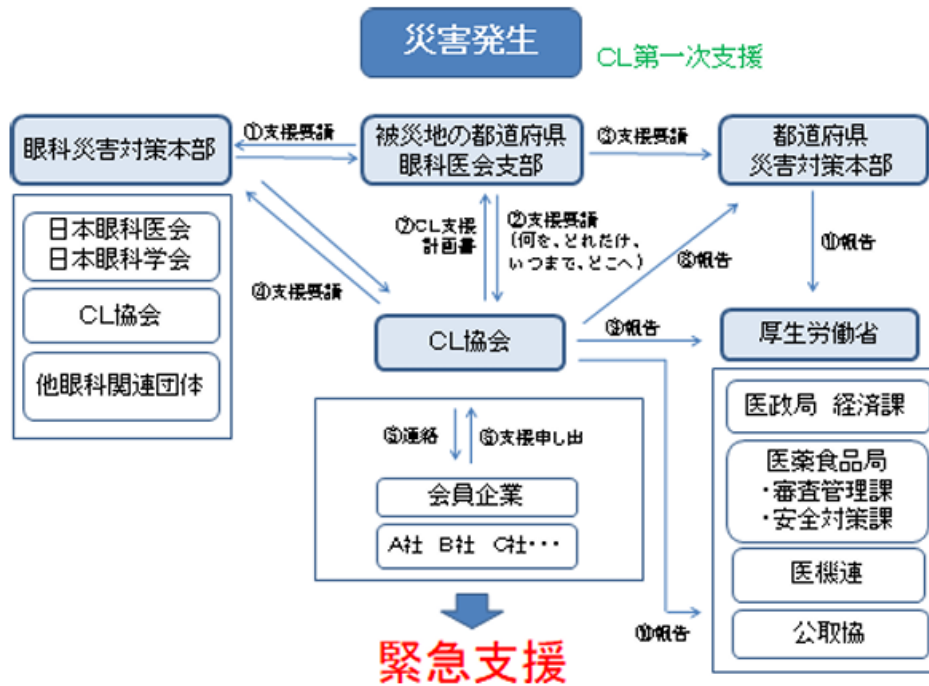 災害発生
CL第一次支援
眼科災害対策本部
①支援要請
被災地の都道府県
眼科医会支部
③支援要請
都道府県
災害対策本部
日本眼科医会
日本眼科学会
CL協会
他眼科関連団体
④支援要請
⑦CL支援
計画書
②支援要請
(何を、どれだけ、
いつまで、どこへ)
⑧報告
⑪報告
CL協会
⑨報告
厚生労働省
⑤連絡
⑥支援申し出
会員企業
A社 B社 C社・・・
医政局 経済課
医薬食品局
・審査管理課
・安全対策課
医機連
公取協
⑩報告
緊急支援